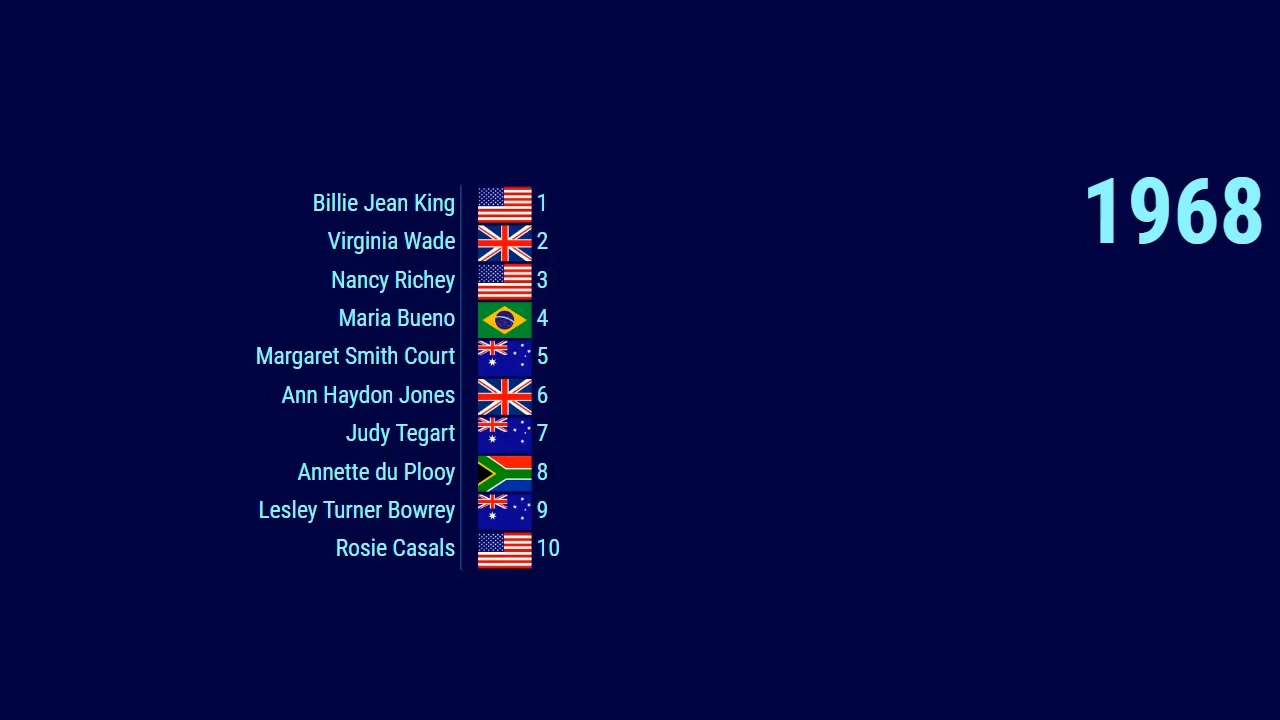 1968
Billie Jean King 1
Virginia Wade 2
Nancy Richey 3
Maria Bueno 4
Margaret Smith Court 5
Ann Haydon Jones 6
Judy Tegart 7
Annette du Plooy 8
Lesley Turner Bowrey 9
Rosie Casals 10